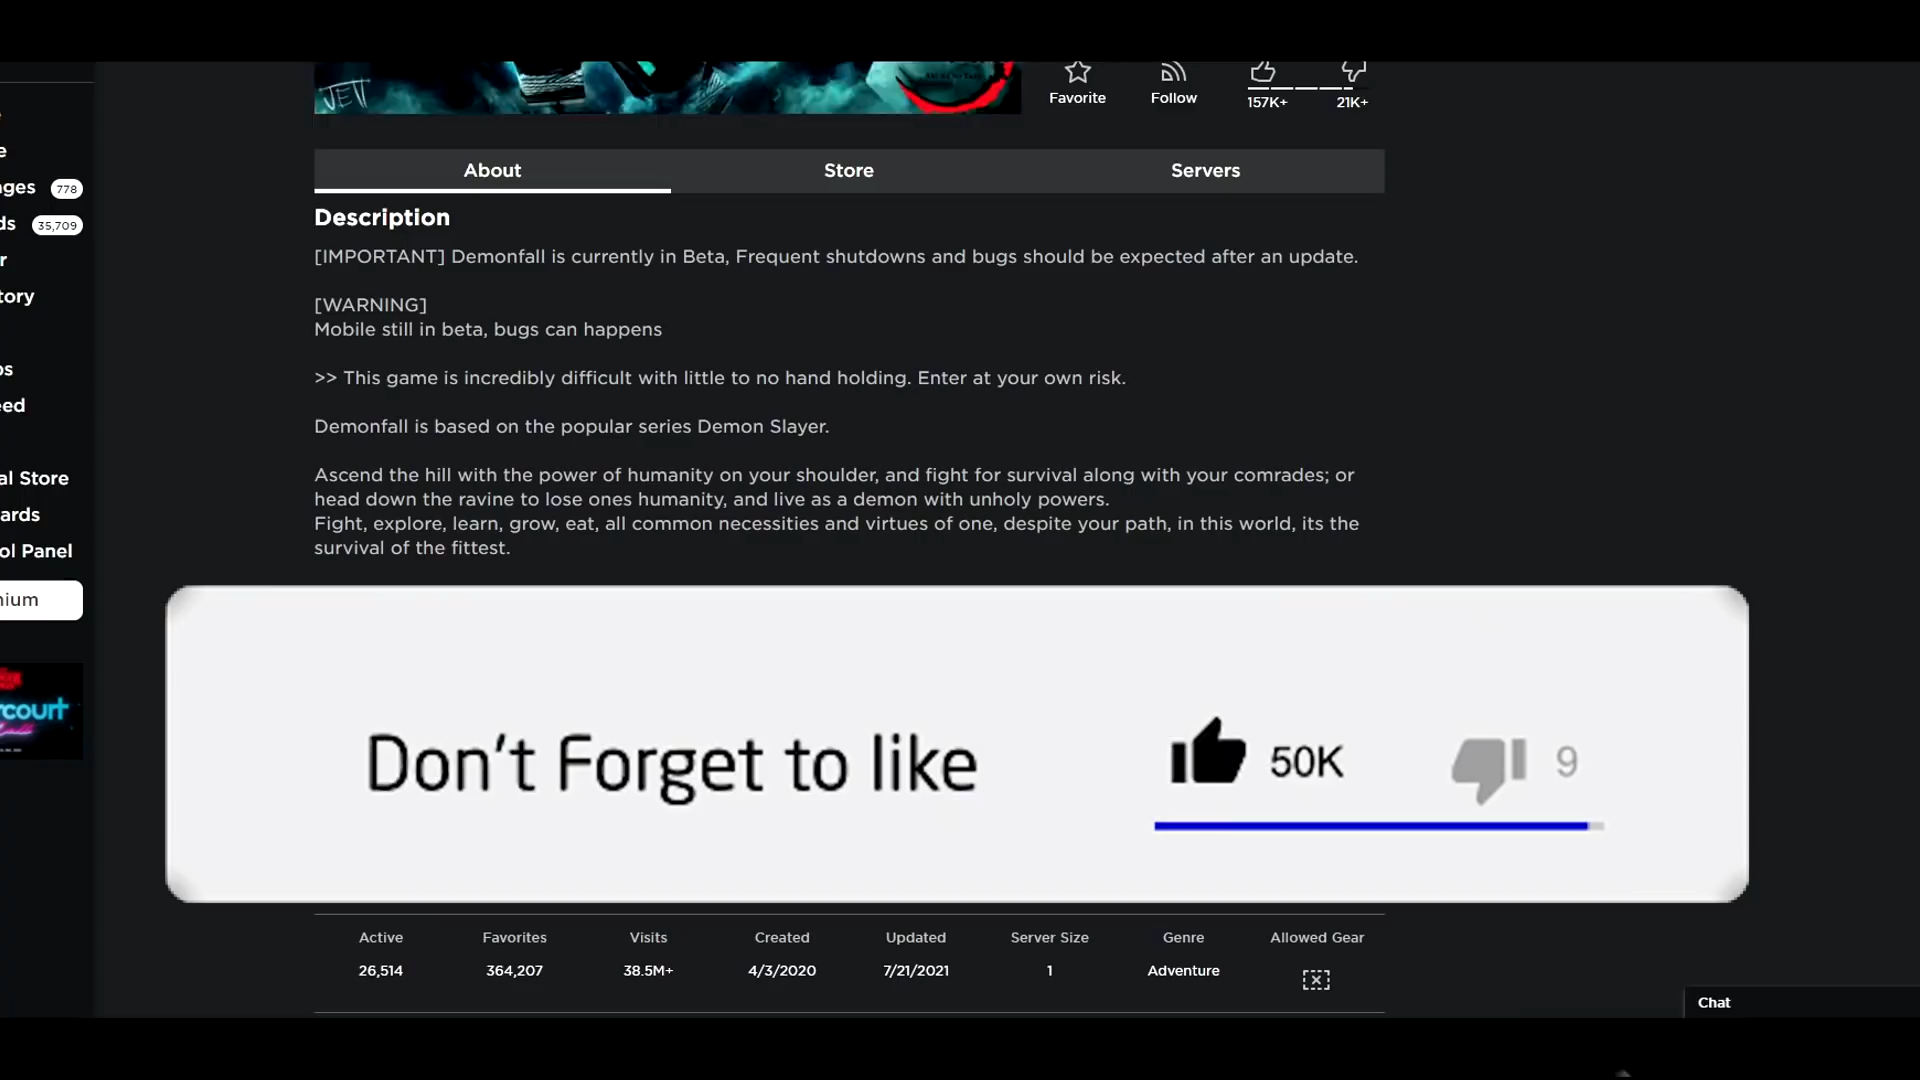 JETT
Favorite
Follow
157K+
21K+
About
Store
Servers
e
ages 778
ds 35,709
r
tory
os
eed
al Store
ards
ol Panel
nium
rcourt
Description
[IMPORTANT] Demonfall is currently in Beta, Frequent shutdowns and bugs should be expected after an update.
[WARNING]
Mobile still in beta, bugs can happens
>> This game is incredibly difficult with little to no hand holding. Enter at your own risk.
Demonfall is based on the popular series Demon Slayer.
Ascend the hill with the power of humanity on your shoulder, and fight for survival along with your comrades; or
head down the ravine to lose ones humanity, and live as a demon with unholy powers.
Fight, explore, learn, grow, eat, all common necessities and virtues of one, despite your path, in this world, its the
survival of the fittest.
Don't Forget to like
50K
9
Active Favorites Visits Created Updated Server Size Genre Allowed Gear
26,514 364,207 38.5M+ 4/3/2020 7/21/2021 1 Adventure
Chat